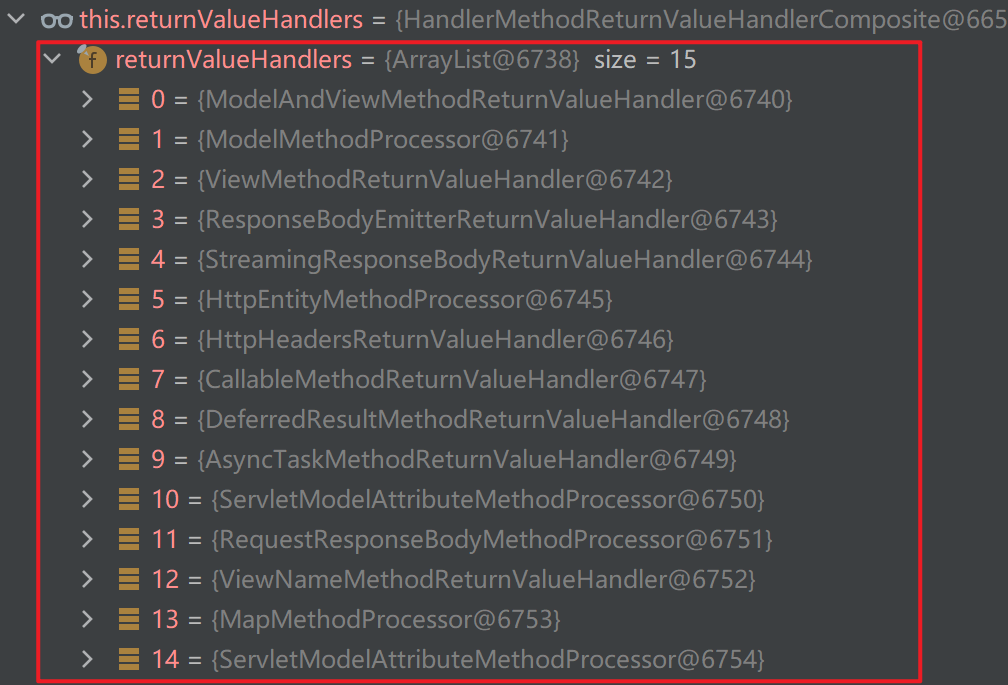 this.returnValueHandlers = {HandlerMethodReturnValueHandlerComposite@665
f returnValueHandlers = {ArrayList@6738} size = 15
0 = {ModelAndViewMethodReturnValueHandler@6740}
1 = {ModelMethodProcessor@6741}
2 = {ViewMethodReturnValueHandler@6742}
3 = {ResponseBodyEmitterReturnValueHandler@6743}
4 = {StreamingResponseBodyReturnValueHandler@6744}
5 = {HttpEntityMethodProcessor@6745}
6 = {HttpHeadersReturnValueHandler@6746}
7 = {CallableMethodReturnValueHandler@6747}
8 = {DeferredResultMethodReturnValueHandler@6748}
9 = {AsyncTaskMethodReturnValueHandler@6749}
10 = {ServletModelAttributeMethodProcessor@6750}
11 = {RequestResponseBodyMethodProcessor@6751}
12 = {ViewNameMethodReturnValueHandler@6752}
13 = {MapMethodProcessor@6753}
14 = {ServletModelAttributeMethodProcessor@6754}